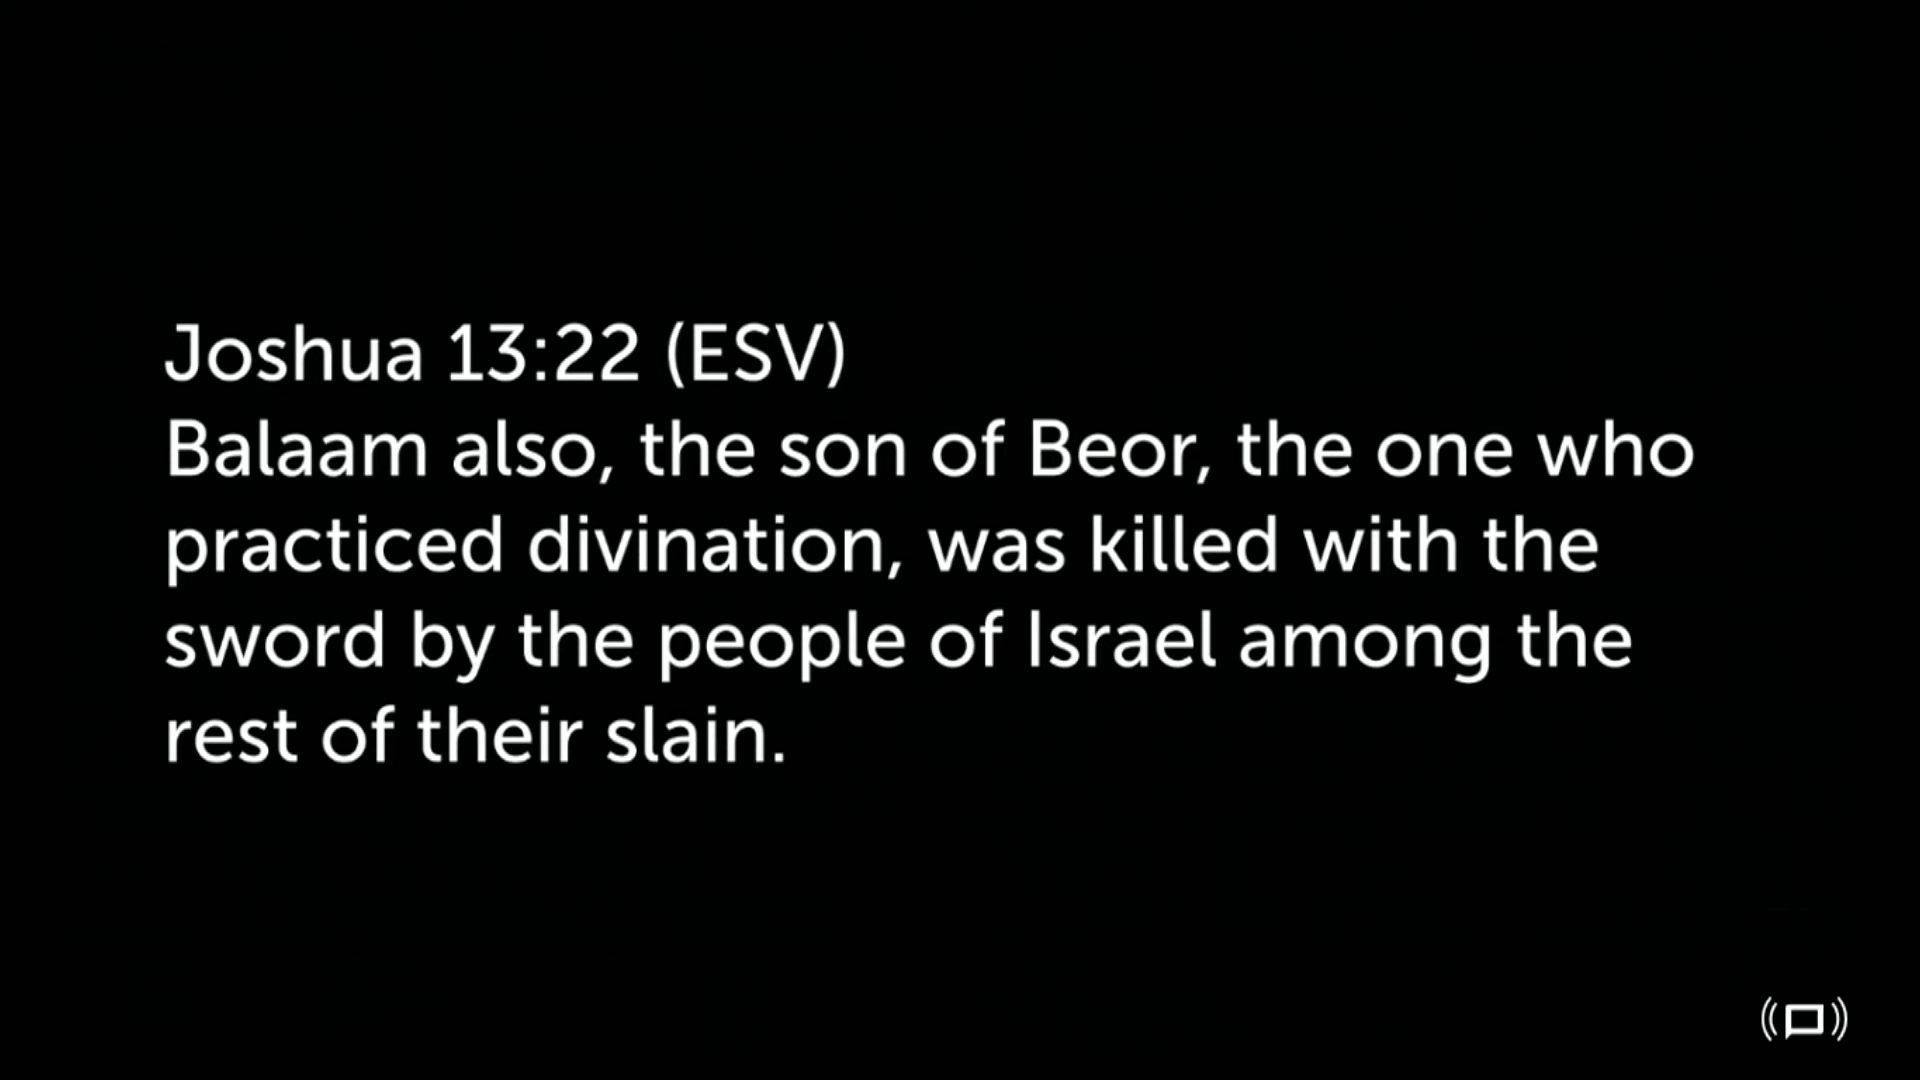 Joshua 13:22 (ESV)
Balaam also, the son of Beor, the one who
practiced divination, was killed with the
sword by the people of Israel among the
rest of their slain.